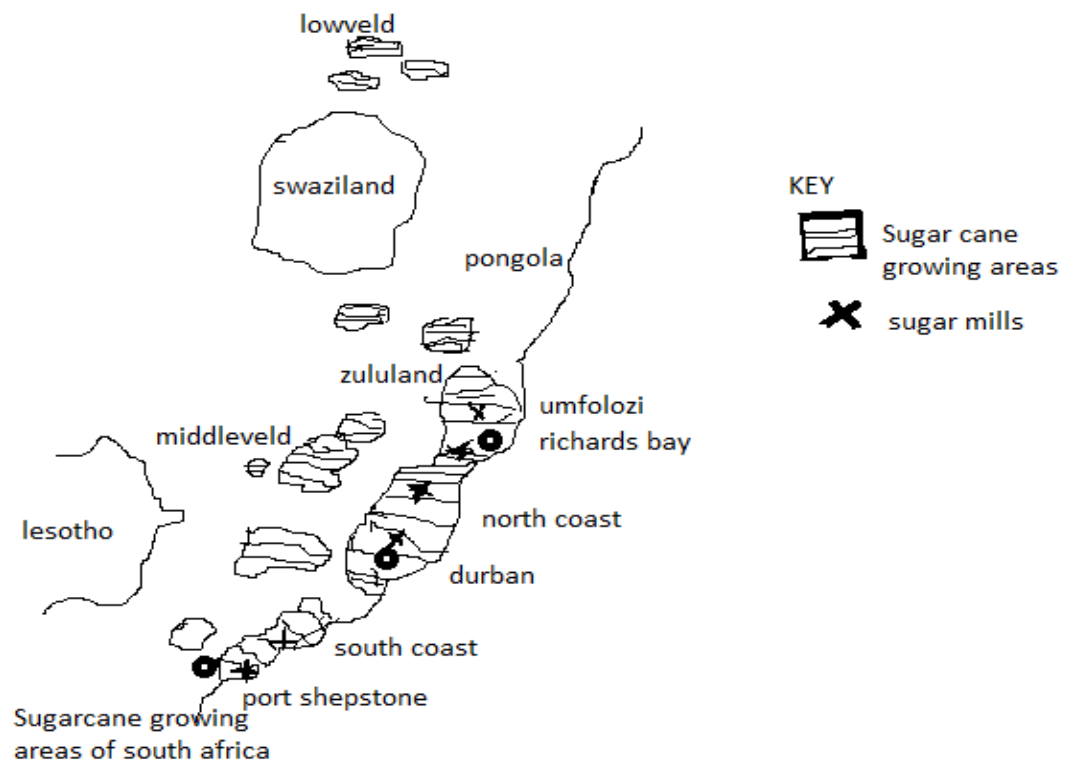 lowveld
swaziland
KEY
pongola
Sugar cane
growing areas
sugar mills
zululand
umfolozi
middleveld
richards bay
lesotho
north coast
durban
south coast
port shepstone
Sugarcane growing
areas of south africa